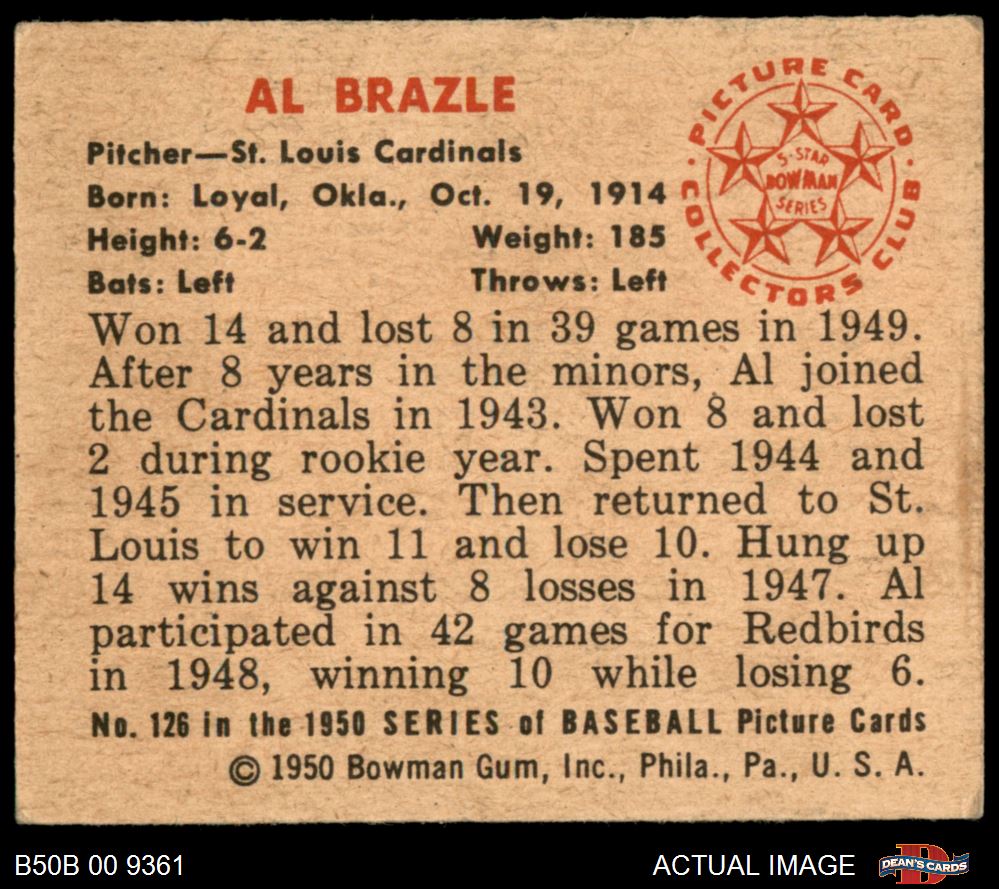 AL BRAZLE
PICTURE CARD
COLLECTORS CLUB
5-STAR
BOWMAN
SERIES
Pitcher—St. Louis Cardinals
Born: Loyal, Okla., Oct. 19, 1914
Height: 6-2 Weight: 185
Bats: Left Throws: Left
Won 14 and lost 8 in 39 games in 1949.
After 8 years in the minors, Al joined
the Cardinals in 1943. Won 8 and lost
2 during rookie year. Spent 1944 and
1945 in service. Then returned to St.
Louis to win 11 and lose 10. Hung up
14 wins against 8 losses in 1947. Al
participated in 42 games for Redbirds
in 1948, winning 10 while losing 6.
No. 126 in the 1950 SERIES of BASEBALL Picture Cards
© 1950 Bowman Gum, Inc., Phila., Pa., U. S. A.
B50B 00 9361 ACTUAL IMAGE DEAN'S CARDS